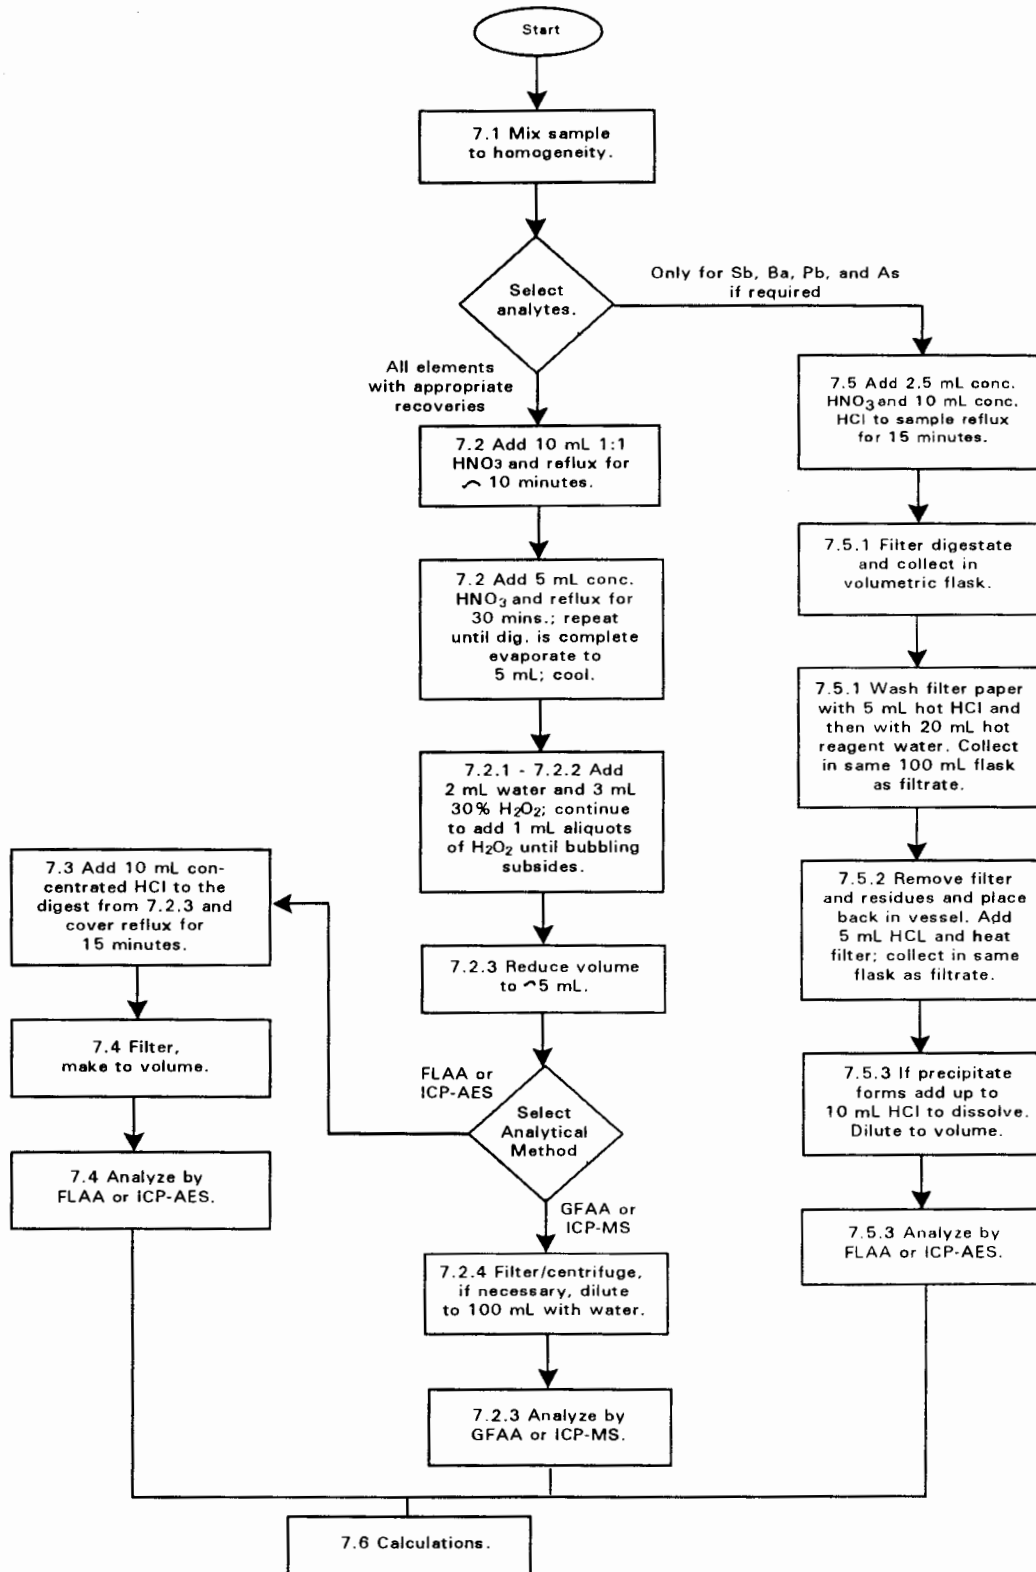 Start
7.1 Mix sample
to homogeneity.
Select
analytes.
Only for Sb, Ba, Pb, and As
if required
All elements
with appropriate
recoveries
7.2 Add 10 mL 1:1
HNO3 and reflux for
~ 10 minutes.
7.2 Add 5 mL conc.
HNO₃ and reflux for
30 mins.; repeat
until dig. is complete
evaporate to
5 mL; cool.
7.2.1 - 7.2.2 Add
2 mL water and 3 mL
30% H₂O₂; continue
to add 1 mL aliquots
of H₂O₂ until bubbling
subsides.
7.2.3 Reduce volume
to ~5 mL.
Select
Analytical
Method
FLAA or
ICP-AES
7.3 Add 10 mL con-
centrated HCl to the
digest from 7.2.3 and
cover reflux for
15 minutes.
7.4 Filter,
make to volume.
7.4 Analyze by
FLAA or ICP-AES.
GFAA or
ICP-MS
7.2.4 Filter/centrifuge,
if necessary, dilute
to 100 mL with water.
7.2.3 Analyze by
GFAA or ICP-MS.
7.5 Add 2.5 mL conc.
HNO₃ and 10 mL conc.
HCl to sample reflux
for 15 minutes.
7.5.1 Filter digestate
and collect in
volumetric flask.
7.5.1 Wash filter paper
with 5 mL hot HCl and
then with 20 mL hot
reagent water. Collect
in same 100 mL flask
as filtrate.
7.5.2 Remove filter
and residues and place
back in vessel. Add
5 mL HCL and heat
filter; collect in same
flask as filtrate.
7.5.3 If precipitate
forms add up to
10 mL HCl to dissolve.
Dilute to volume.
7.5.3 Analyze by
FLAA or ICP-AES.
7.6 Calculations.